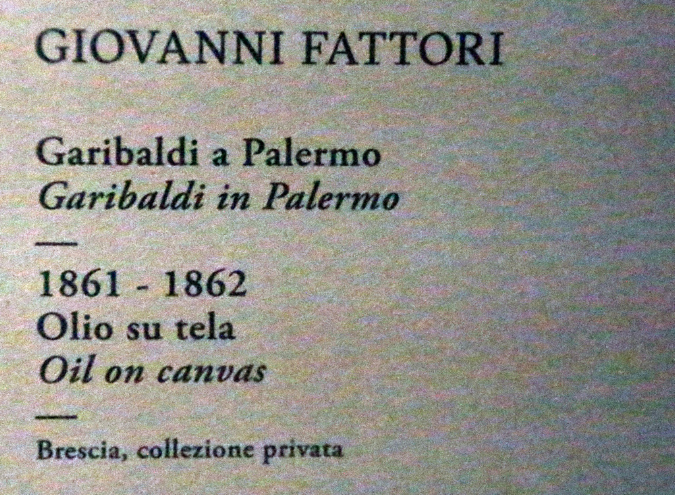 GIOVANNI FATTORI
Garibaldi a Palermo
Garibaldi in Palermo
1861 - 1862
Olio su tela
Oil on canvas
Brescia, collezione privata